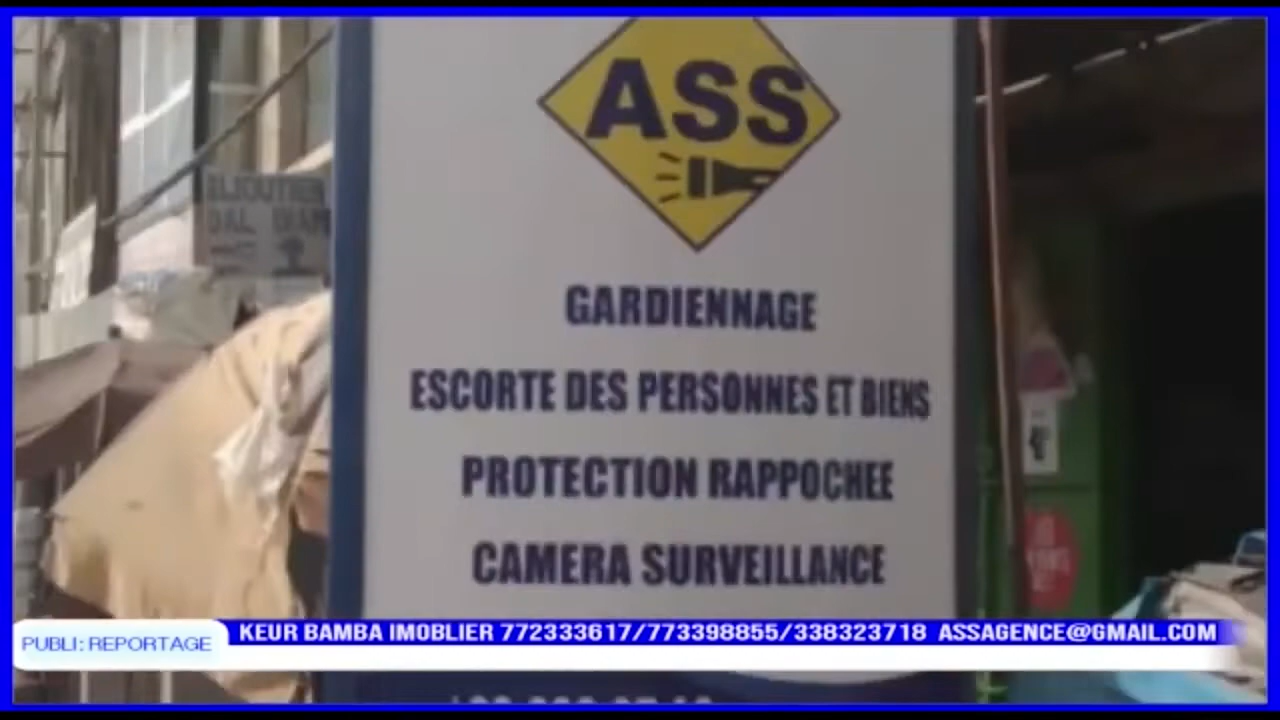 ASS
GARDIENNAGE
ESCORTE DES PERSONNES ET BIENS
PROTECTION RAPPOCHEE
CAMERA SURVEILLANCE
KEUR BAMBA IMOBLIER 772333617/773398855/338323718 ASSAGENCE@GMAIL.COM
PUBLI: REPORTAGE